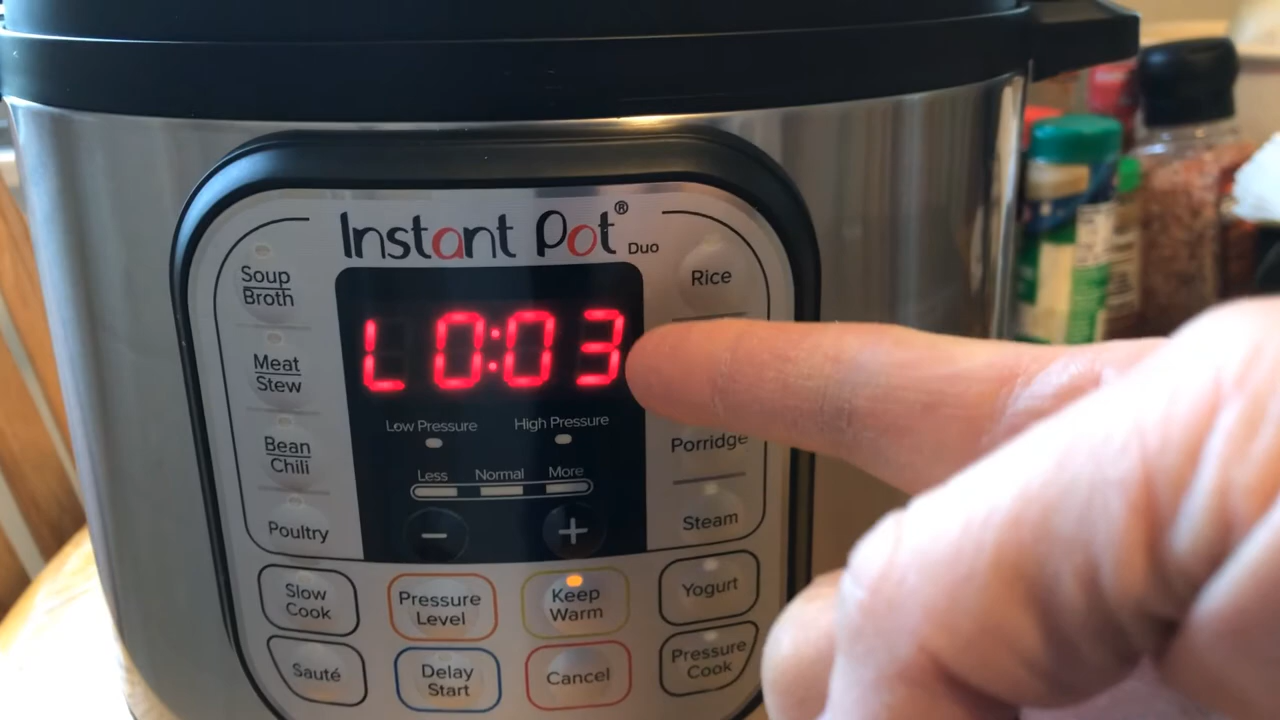 Instant Pot® Duo
Soup
Broth
Rice
L0:03
Meat
Stew
Low Pressure
High Pressure
Bean
Chili
Porridge
Less
Normal
More
Poultry
−
+
Steam
Slow
Cook
Pressure
Level
Keep
Warm
Yogurt
Sauté
Delay
Start
Cancel
Pressure
Cook